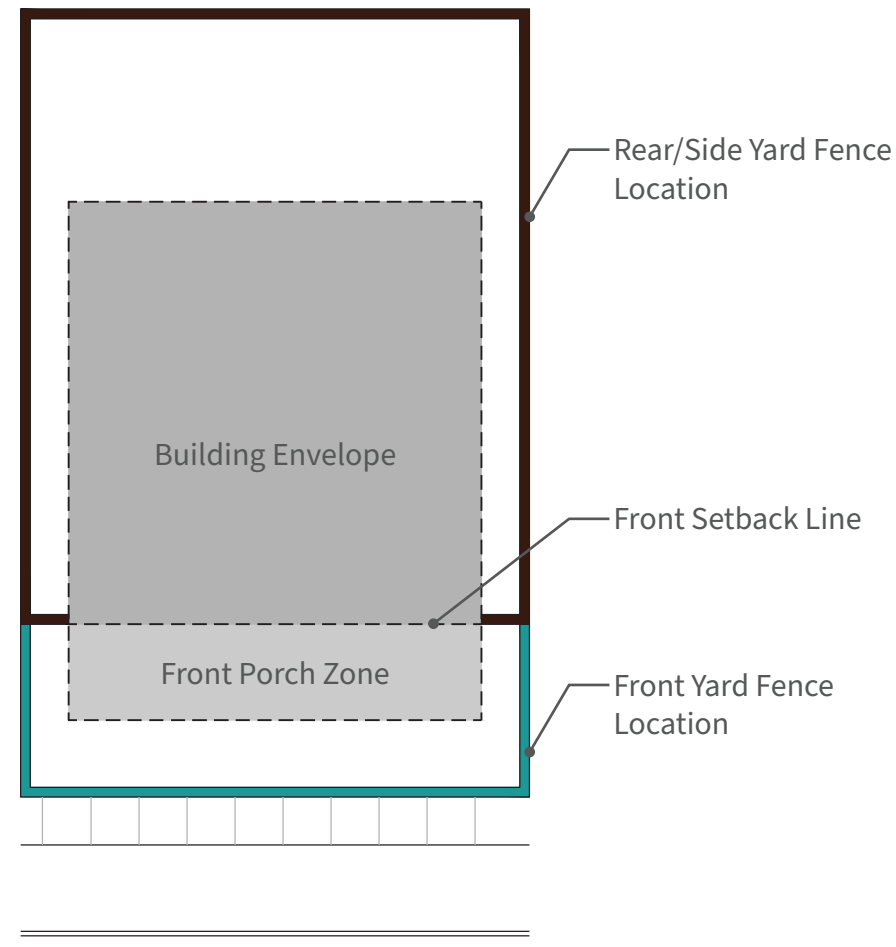 Rear/Side Yard Fence
Location
Building Envelope
Front Setback Line
Front Porch Zone
Front Yard Fence
Location